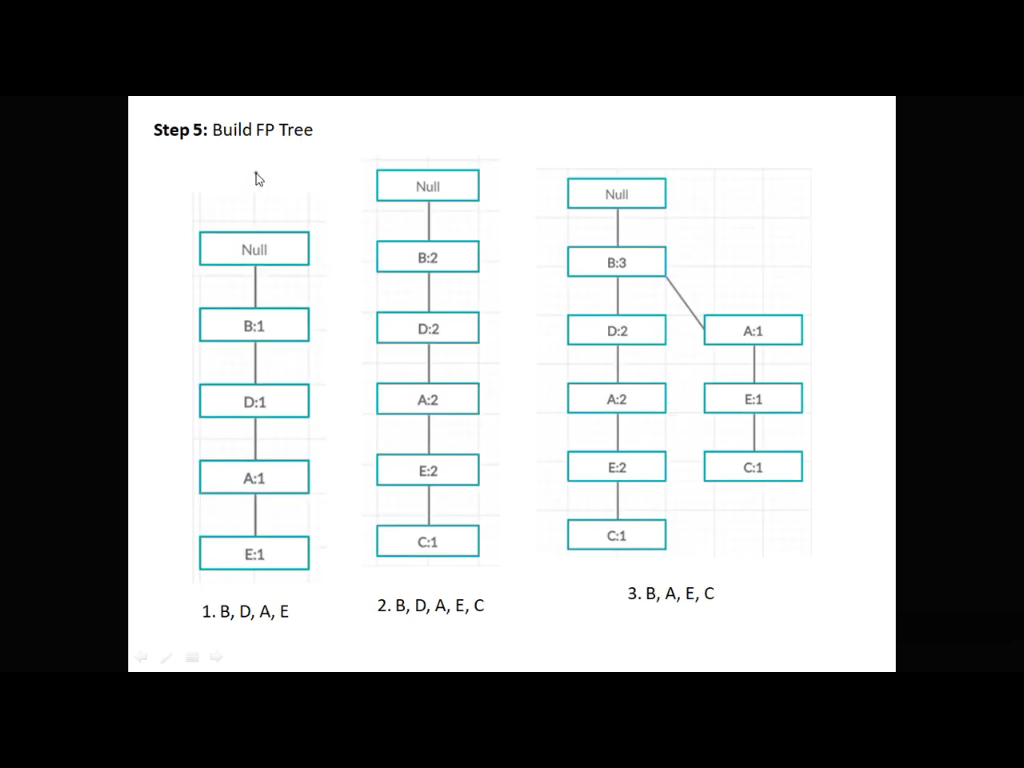 Step 5: Build FP Tree
Null
B:1
D:1
A:1
E:1
1. B, D, A, E
Null
B:2
D:2
A:2
E:2
C:1
2. B, D, A, E, C
Null
B:3
D:2
A:1
A:2
E:1
E:2
C:1
C:1
3. B, A, E, C